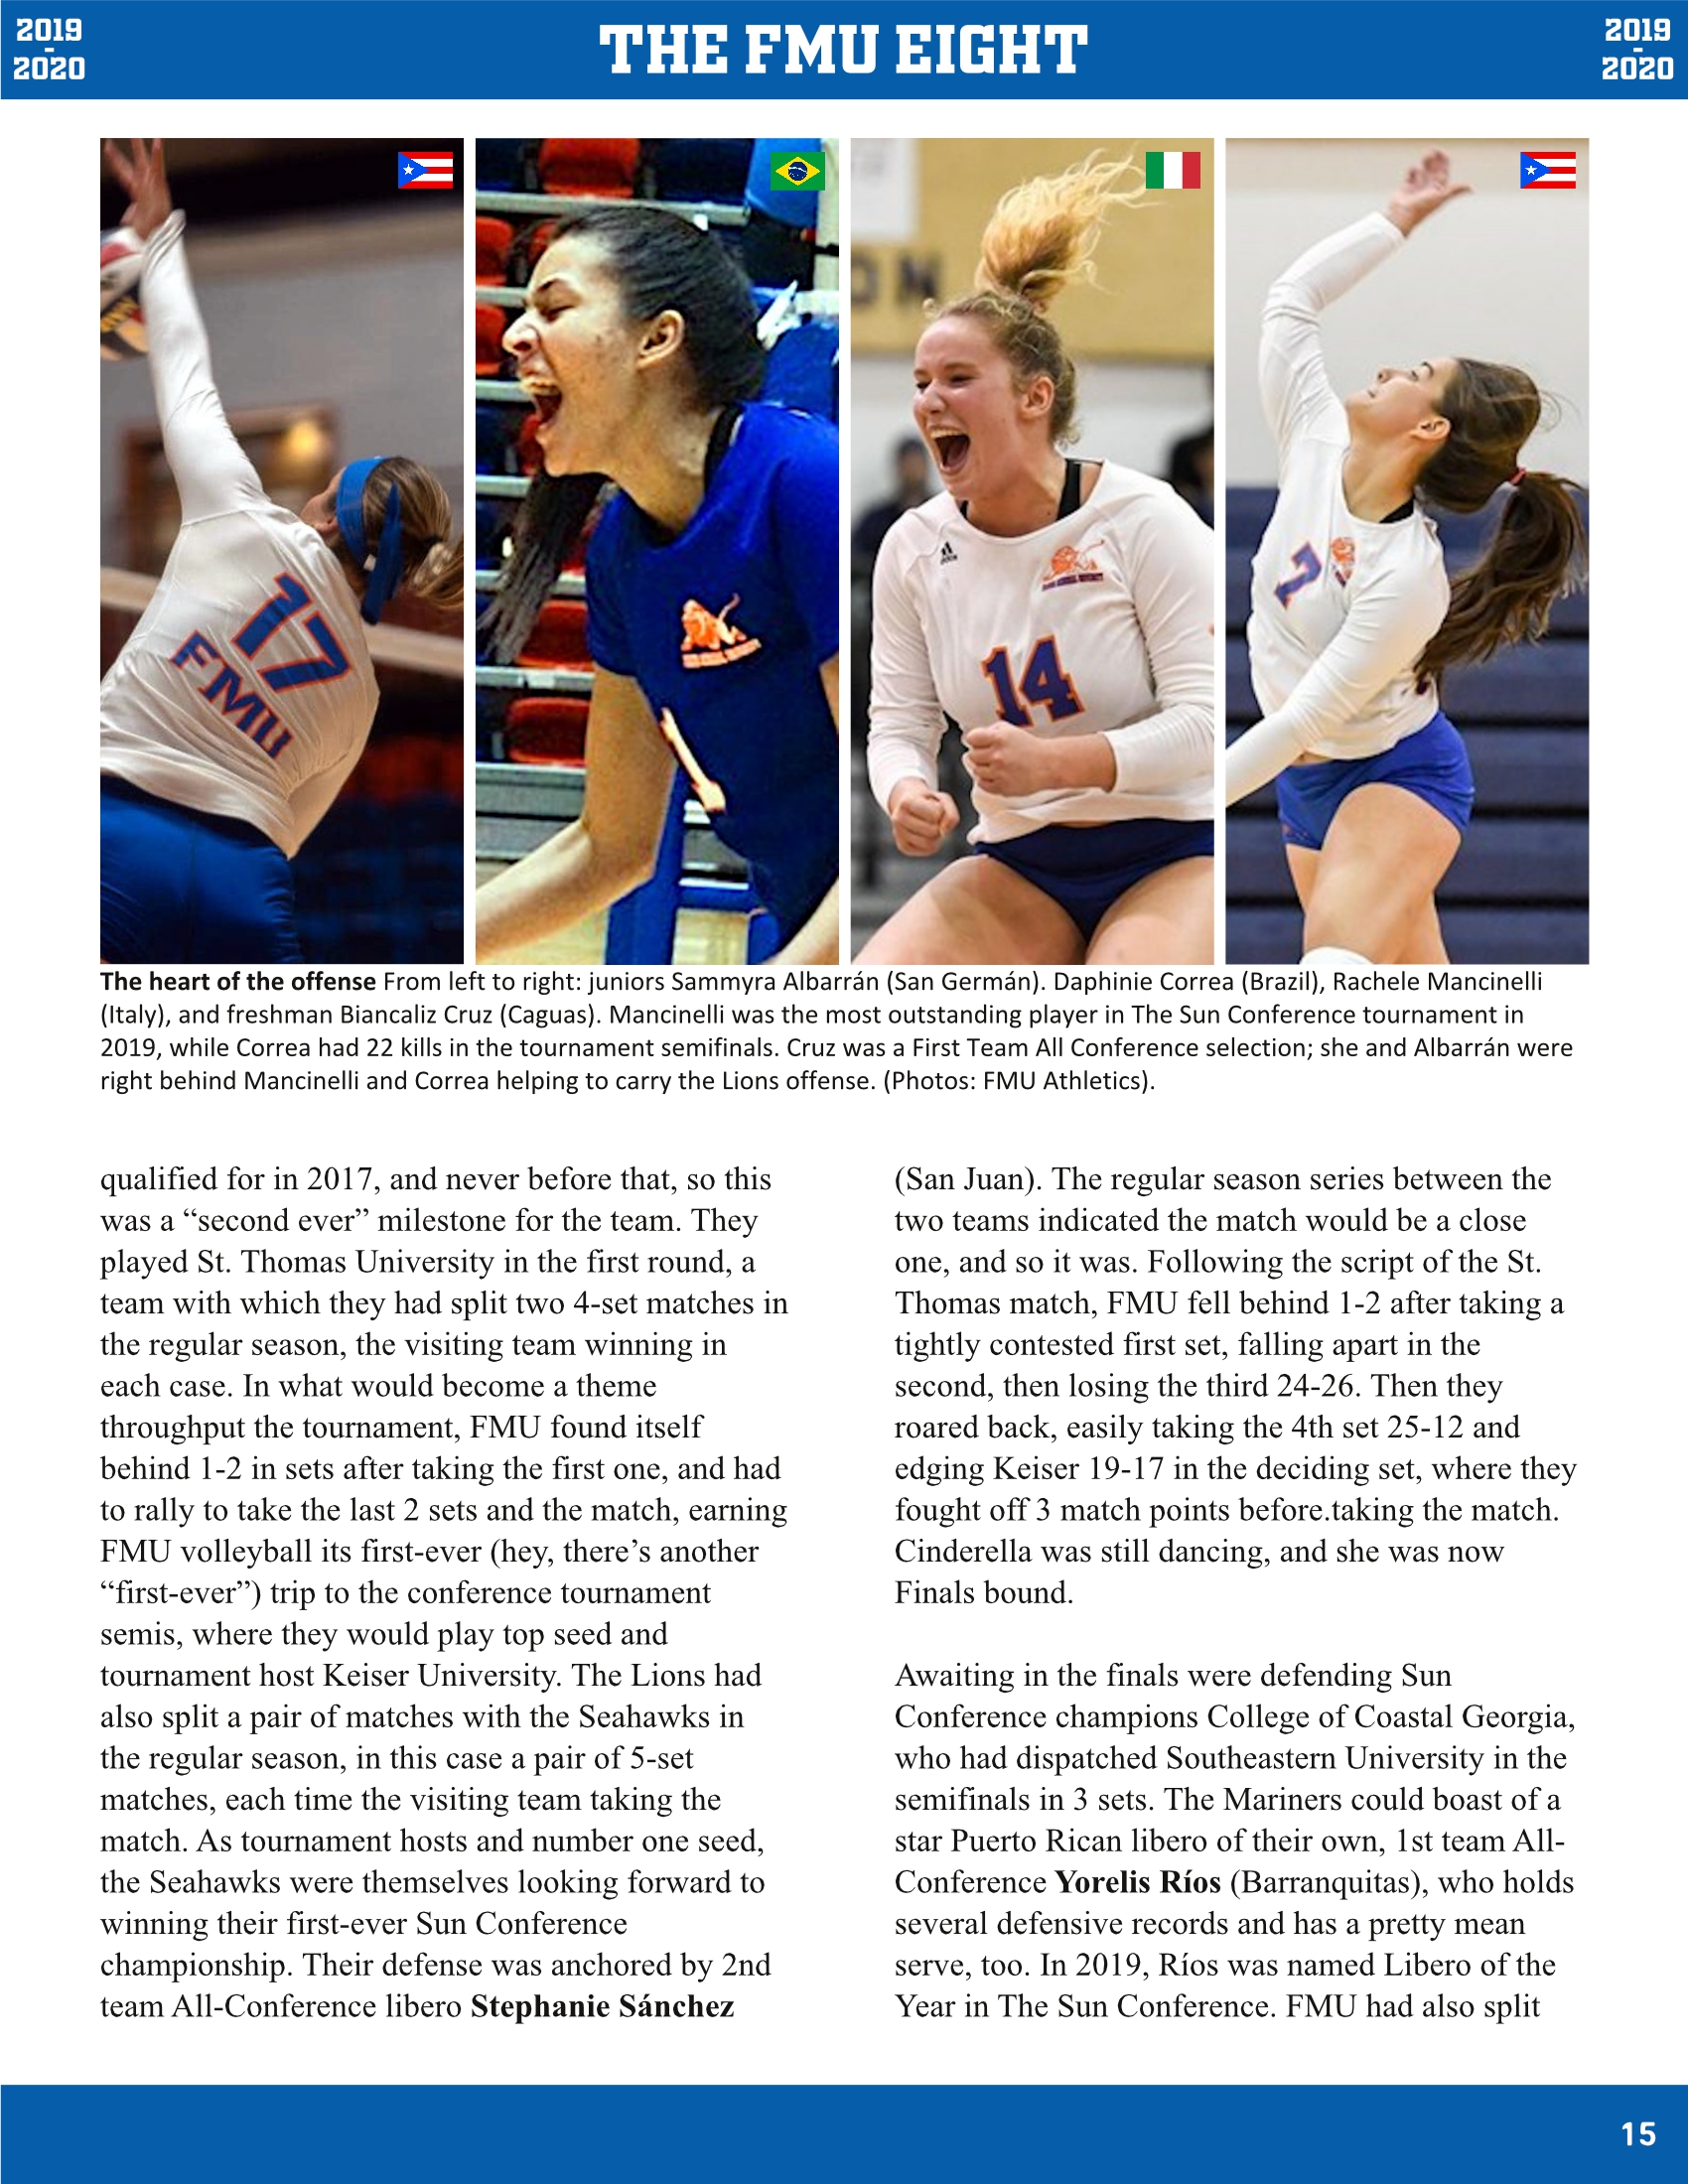 2019
-
2020
THE FMU EIGHT
2019
-
2020
17
FMU
14
7
The heart of the offense From left to right: juniors Sammyra Albarrán (San Germán). Daphinie Correa (Brazil), Rachele Mancinelli
(Italy), and freshman Biancaliz Cruz (Caguas). Mancinelli was the most outstanding player in The Sun Conference tournament in
2019, while Correa had 22 kills in the tournament semifinals. Cruz was a First Team All Conference selection; she and Albarrán were
right behind Mancinelli and Correa helping to carry the Lions offense. (Photos: FMU Athletics).
qualified for in 2017, and never before that, so this
was a “second ever” milestone for the team. They
played St. Thomas University in the first round, a
team with which they had split two 4-set matches in
the regular season, the visiting team winning in
each case. In what would become a theme
throughput the tournament, FMU found itself
behind 1-2 in sets after taking the first one, and had
to rally to take the last 2 sets and the match, earning
FMU volleyball its first-ever (hey, there’s another
“first-ever”) trip to the conference tournament
semis, where they would play top seed and
tournament host Keiser University. The Lions had
also split a pair of matches with the Seahawks in
the regular season, in this case a pair of 5-set
matches, each time the visiting team taking the
match. As tournament hosts and number one seed,
the Seahawks were themselves looking forward to
winning their first-ever Sun Conference
championship. Their defense was anchored by 2nd
team All-Conference libero Stephanie Sánchez
(San Juan). The regular season series between the
two teams indicated the match would be a close
one, and so it was. Following the script of the St.
Thomas match, FMU fell behind 1-2 after taking a
tightly contested first set, falling apart in the
second, then losing the third 24-26. Then they
roared back, easily taking the 4th set 25-12 and
edging Keiser 19-17 in the deciding set, where they
fought off 3 match points before.taking the match.
Cinderella was still dancing, and she was now
Finals bound.
Awaiting in the finals were defending Sun
Conference champions College of Coastal Georgia,
who had dispatched Southeastern University in the
semifinals in 3 sets. The Mariners could boast of a
star Puerto Rican libero of their own, 1st team All-
Conference Yorelis Ríos (Barranquitas), who holds
several defensive records and has a pretty mean
serve, too. In 2019, Ríos was named Libero of the
Year in The Sun Conference. FMU had also split
15